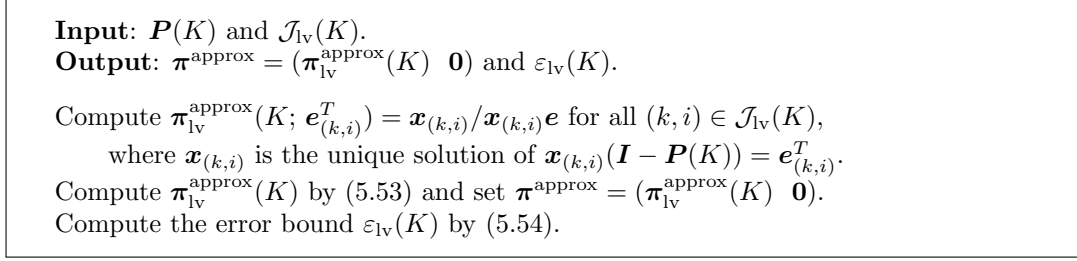 Input: P(K) and 𝒥_lv(K).
Output: π^approx = (π_lv^approx(K) 0) and ε_lv(K).
Compute π_lv^approx(K; e_(k,i)^T) = x_(k,i)/x_(k,i)e for all (k, i) ∈ 𝒥_lv(K),
where x_(k,i) is the unique solution of x_(k,i)(I − P(K)) = e_(k,i)^T.
Compute π_lv^approx(K) by (5.53) and set π^approx = (π_lv^approx(K) 0).
Compute the error bound ε_lv(K) by (5.54).